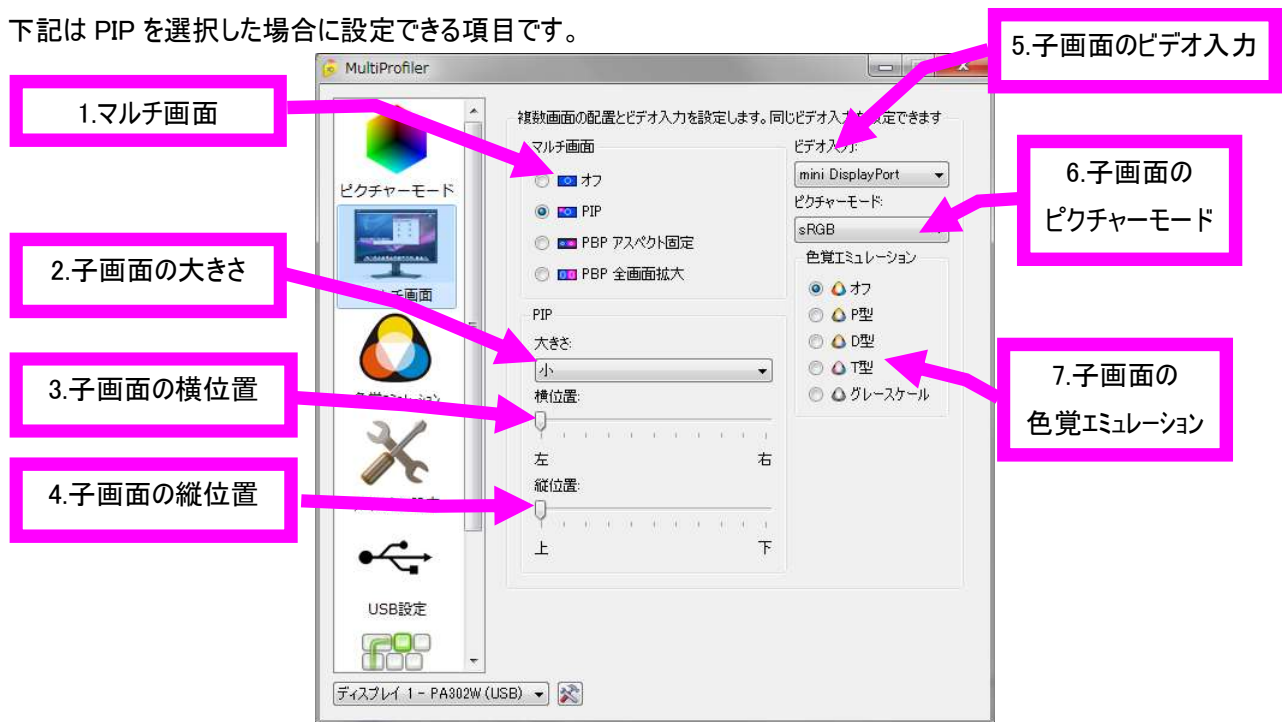 下記は PIP を選択した場合に設定できる項目です。
5.子画面のビデオ入力
MultiProfiler
1.マルチ画面
複数画面の配置とビデオ入力を設定します。同じビデオ入力を設定できます
マルチ画面
ビデオ入力:
オフ
mini DisplayPort
ピクチャーモード
ピクチャーモード:
6.子画面の
ピクチャーモード
PIP
sRGB
PBP アスペクト固定
色覚エミュレーション
2.子画面の大きさ
PBP 全画面拡大
オフ
チ画面
PIP
P型
大きさ:
D型
小
T型
3.子画面の横位置
横位置:
グレースケール
7.子画面の
色覚エミュレーション
左
右
4.子画面の縦位置
縦位置:
上
下
USB設定
ディスプレイ 1 - PA302W (USB)